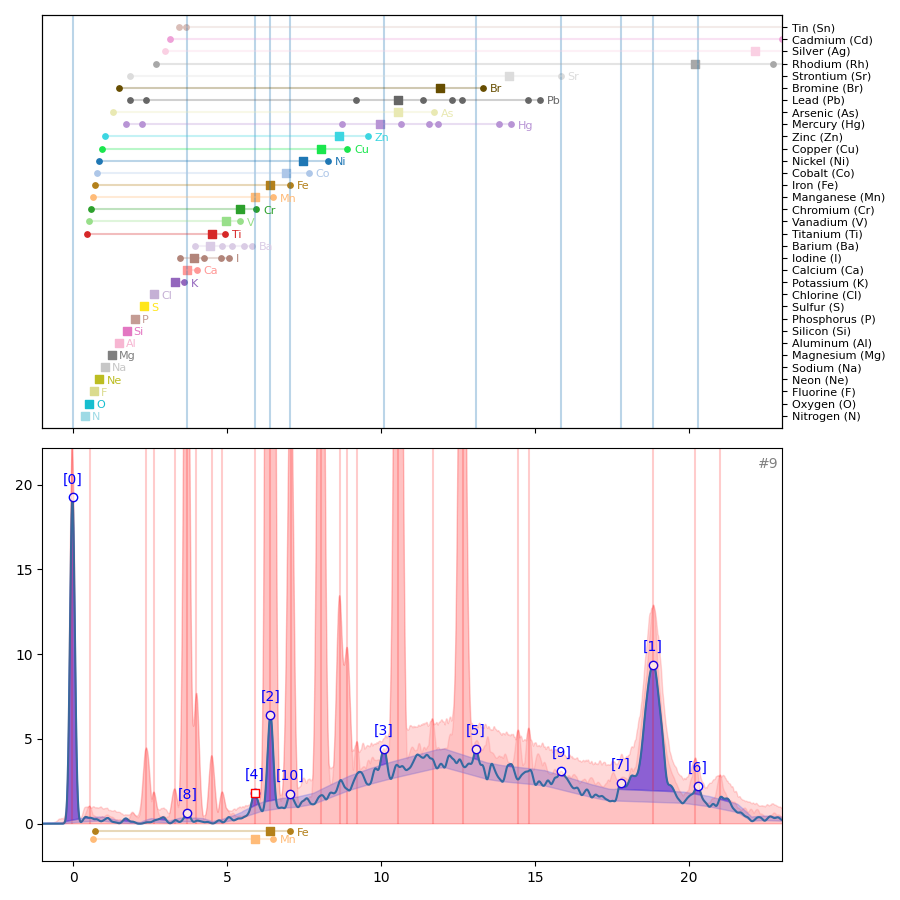 Tin (Sn)
Cadmium (Cd)
Silver (Ag)
Rhodium (Rh)
Sr Strontium (Sr)
Br Bromine (Br)
Pb Lead (Pb)
As Arsenic (As)
Hg Mercury (Hg)
Zn Zinc (Zn)
Cu Copper (Cu)
Ni Nickel (Ni)
Co Cobalt (Co)
Fe Iron (Fe)
Mn Manganese (Mn)
Cr Chromium (Cr)
V Vanadium (V)
Ti Titanium (Ti)
Ba Barium (Ba)
I Iodine (I)
Ca Calcium (Ca)
K Potassium (K)
Cl Chlorine (Cl)
S Sulfur (S)
P Phosphorus (P)
Si Silicon (Si)
Al Aluminum (Al)
Mg Magnesium (Mg)
Na Sodium (Na)
Ne Neon (Ne)
F Fluorine (F)
O Oxygen (O)
N Nitrogen (N)
#9
20
[0]
15
10
[1]
[2]
5
[3] [5]
[9]
[4] [10] [7] [6]
[8]
0
Fe
Mn
0 5 10 15 20